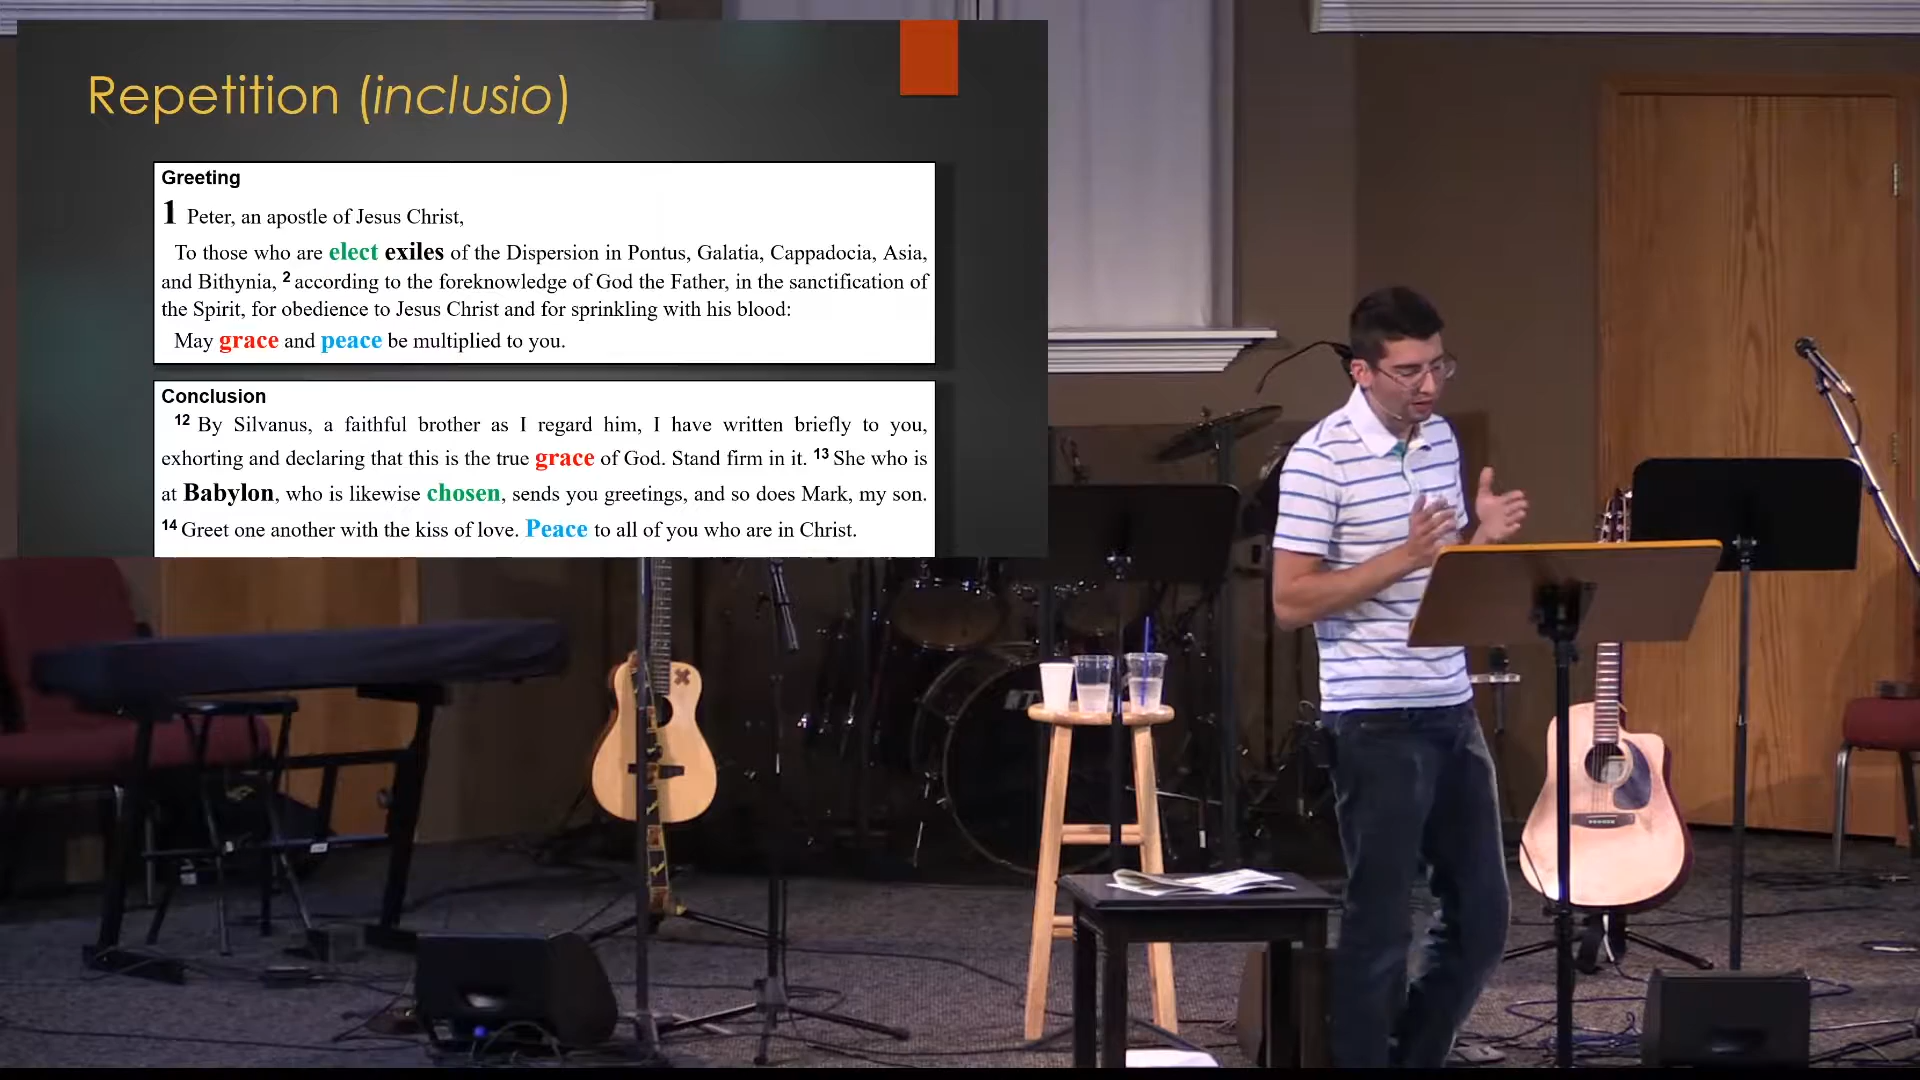 Repetition (inclusio)
Greeting
1 Peter, an apostle of Jesus Christ,
To those who are elect exiles of the Dispersion in Pontus, Galatia, Cappadocia, Asia,
and Bithynia, 2 according to the foreknowledge of God the Father, in the sanctification of
the Spirit, for obedience to Jesus Christ and for sprinkling with his blood:
May grace and peace be multiplied to you.
Conclusion
12 By Silvanus, a faithful brother as I regard him, I have written briefly to you,
exhorting and declaring that this is the true grace of God. Stand firm in it. 13 She who is
at Babylon, who is likewise chosen, sends you greetings, and so does Mark, my son.
14 Greet one another with the kiss of love. Peace to all of you who are in Christ.